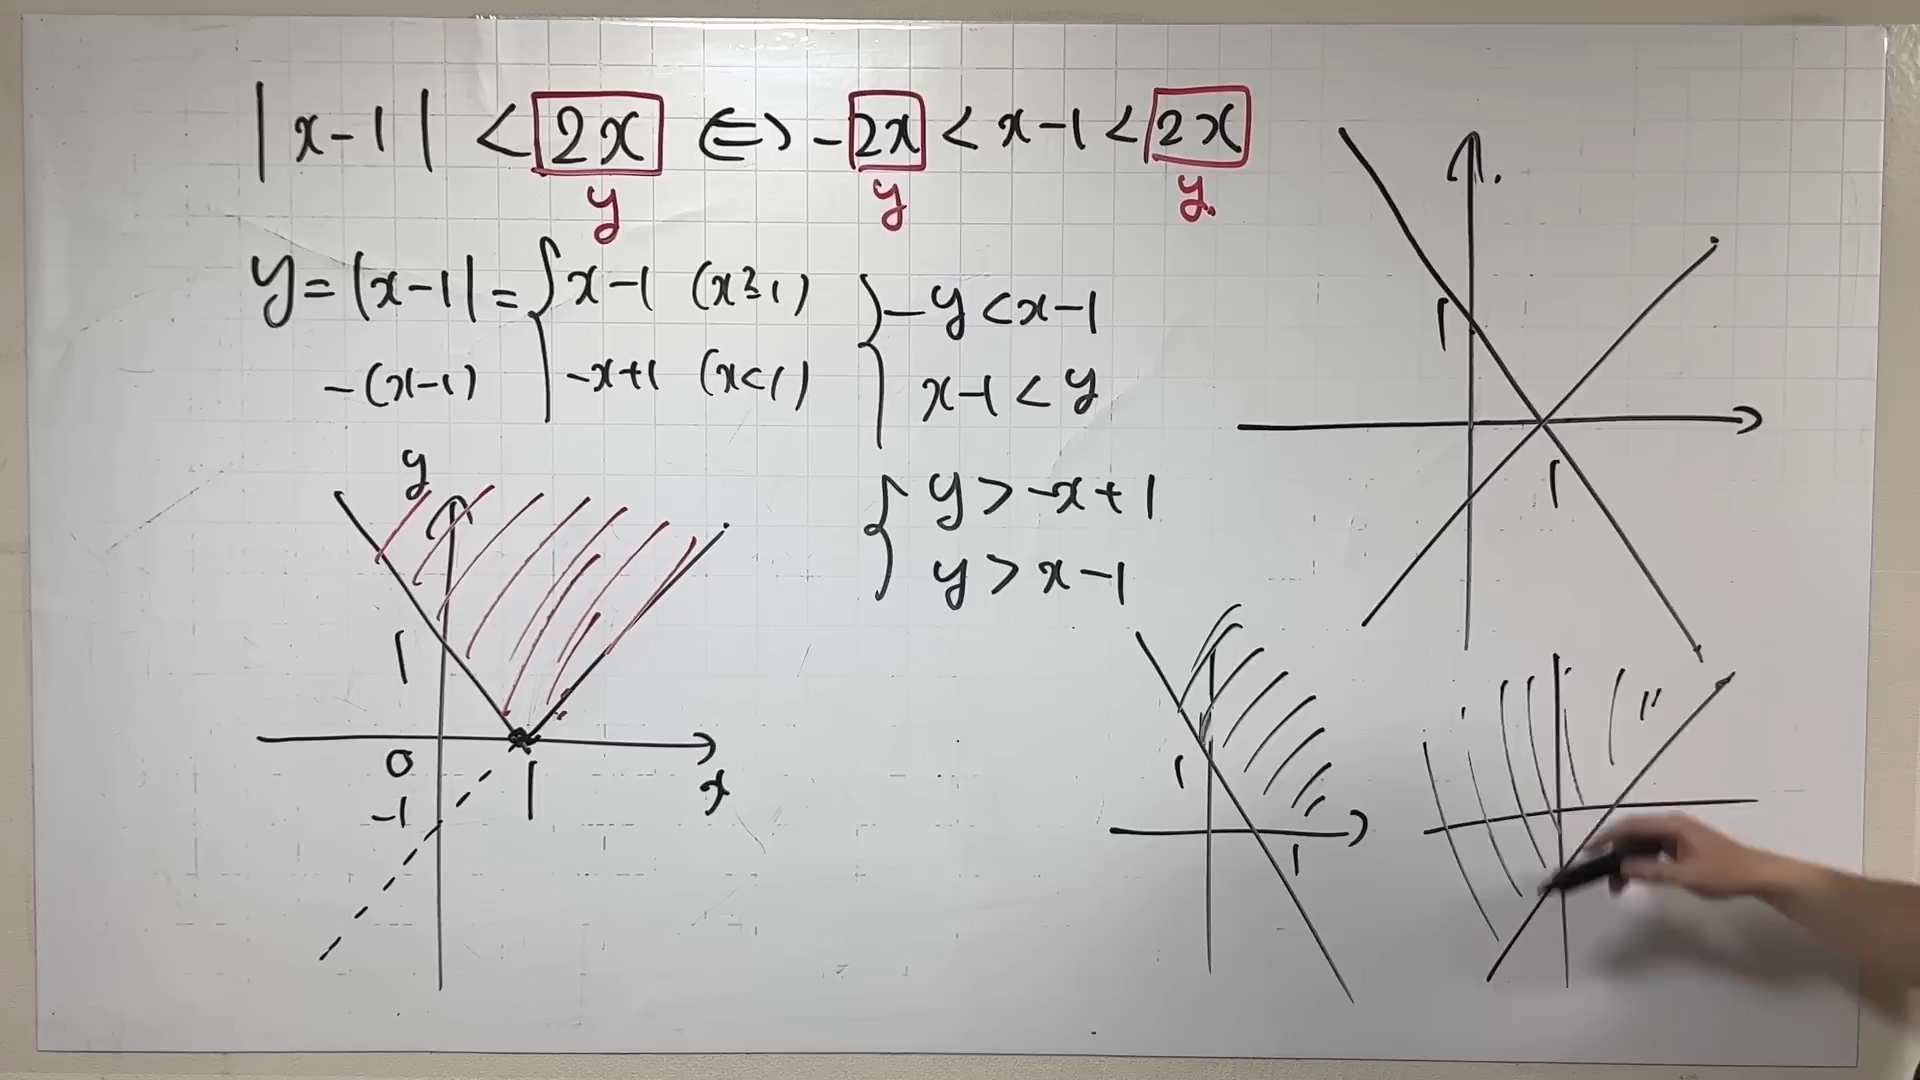 |x-1| < 2x ⇔ -2x < x-1 < 2x
y y y.
y = |x-1| = { x-1 (x≥1)
-(x-1) -x+1 (x<1)
{ -y < x-1
x-1 < y
{ y > -x+1
y > x-1
y
1
0
-1
1
x
1
1
1
1